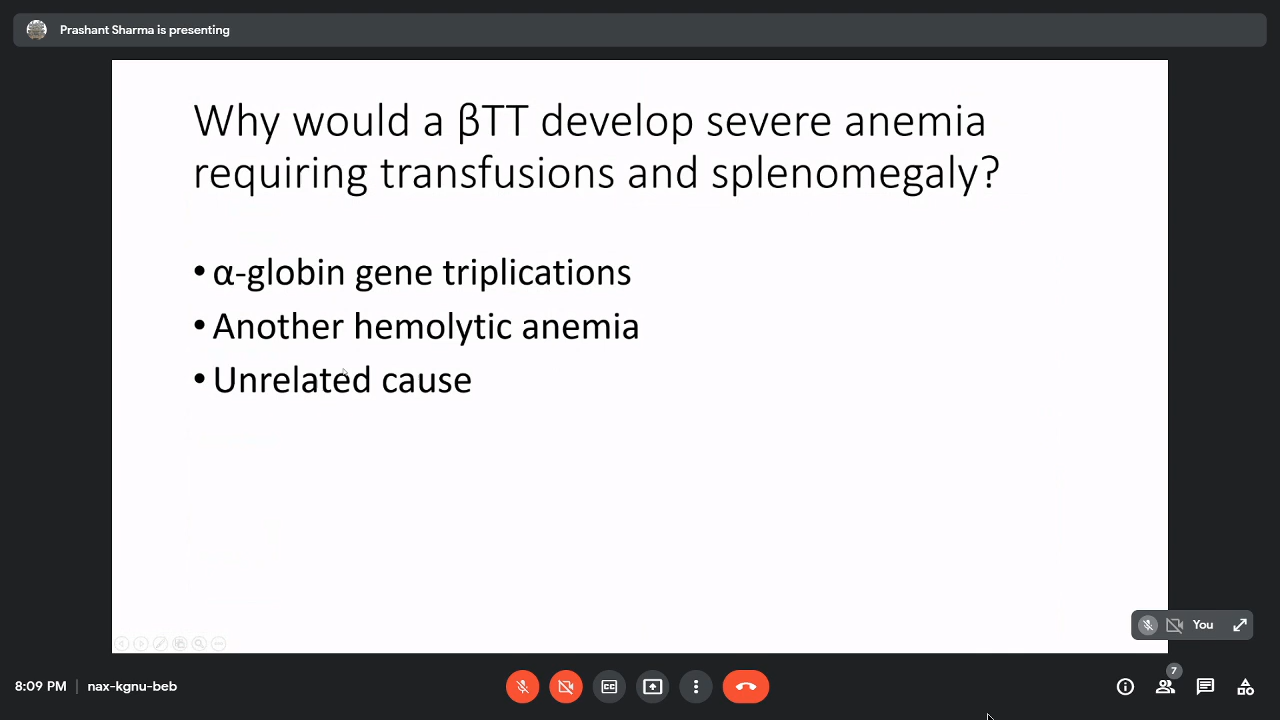 Prashant Sharma is presenting
Why would a βTT develop severe anemia
requiring transfusions and splenomegaly?
• α-globin gene triplications
• Another hemolytic anemia
• Unrelated cause
You
8:09 PM | nax-kgnu-beb
CC
7